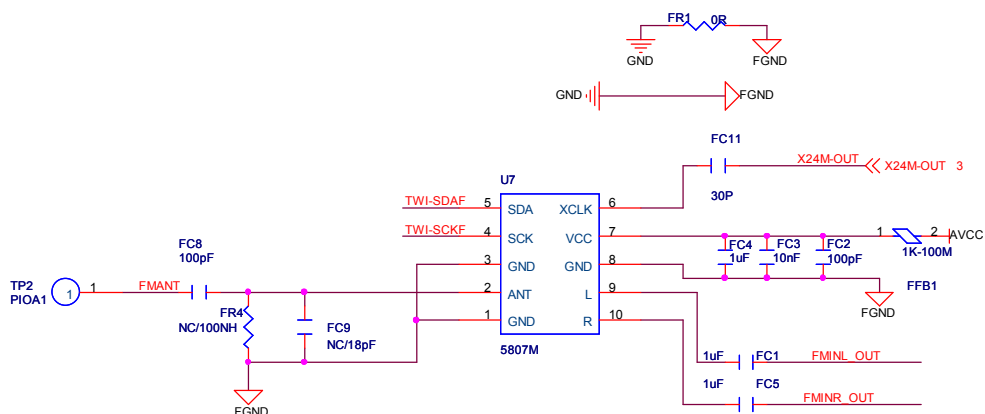 FR1 0R
GND FGND
GND FGND
FC11
X24M-OUT X24M-OUT 3
30P
U7
TWI-SDAF 5 SDA XCLK 6
TWI-SCKF 4 SCK VCC 7 1 2 AVCC
FC4 FC3 FC2 1K-100M
1uF 10nF 100pF
FC8
100pF
3 GND GND 8 FFB1
TP2
PIOA1
1 1 FMANT 2 ANT L 9
FGND
FR4
NC/100NH
FC9
NC/18pF
1 GND R 10
5807M
1uF FC1 FMINL_OUT
1uF FC5 FMINR_OUT
FGND